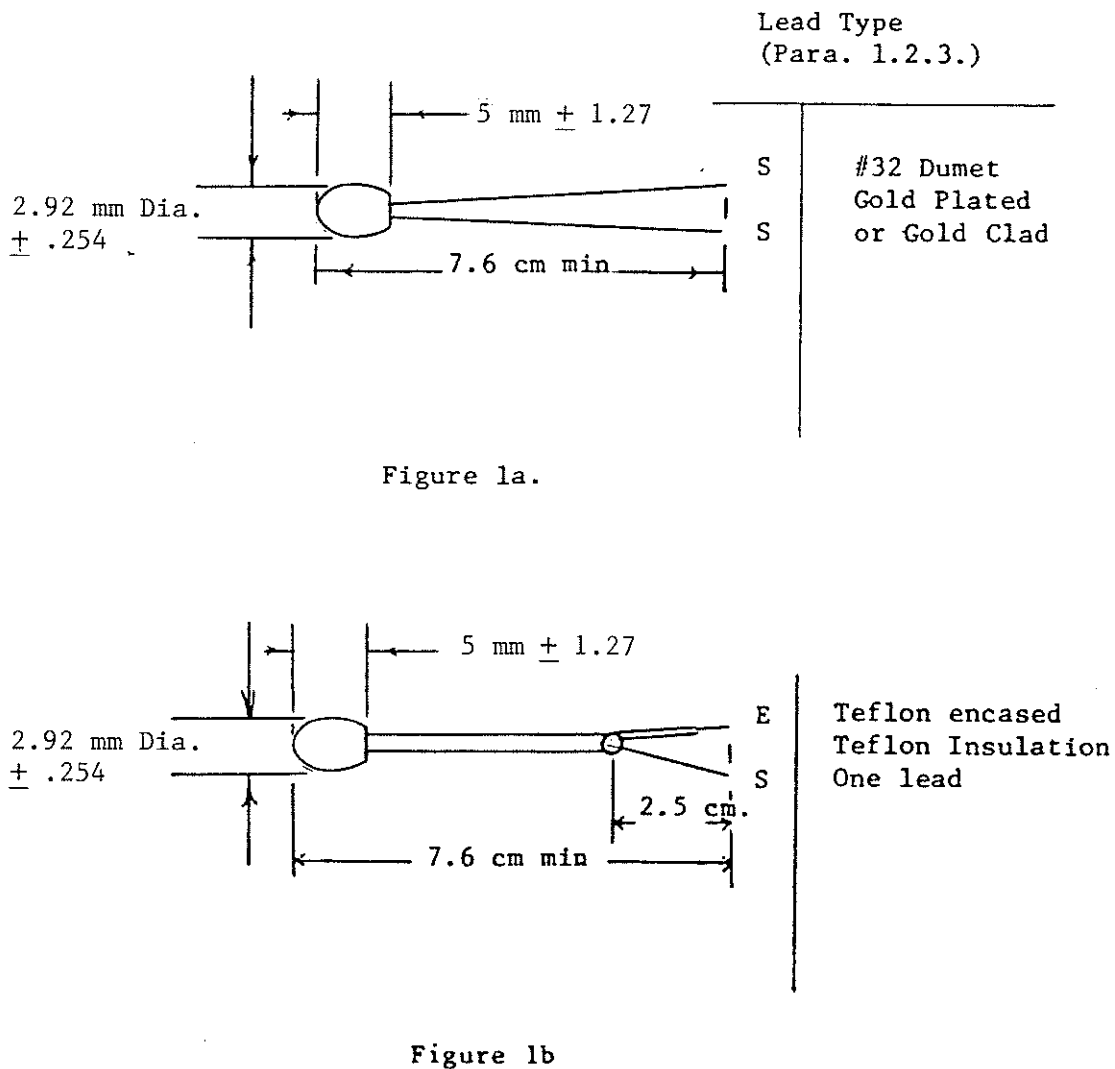 Lead Type
(Para. 1.2.3.)
5 mm ± 1.27
S
#32 Dumet
Gold Plated
2.92 mm Dia.
± .254
S
or Gold Clad
7.6 cm min
Figure 1a.
5 mm ± 1.27
E
Teflon encased
2.92 mm Dia.
± .254
Teflon Insulation
S
One lead
2.5 cm.
7.6 cm min
Figure 1b